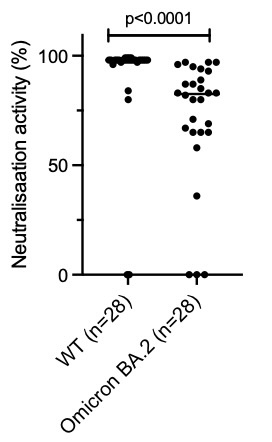 p<0.0001
Neutralisaation activity (%)
100
50
0
WT (n=28)
Omicron BA.2 (n=28)